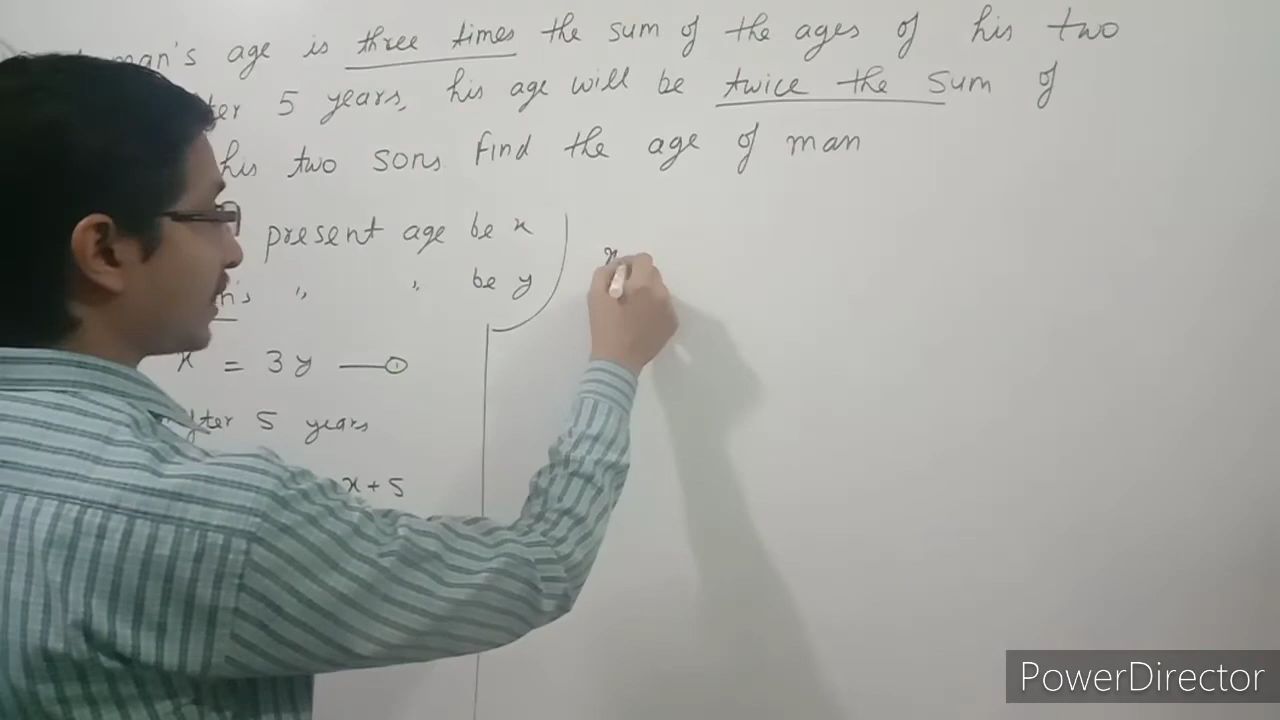 man's age is three times the sum of the ages of his two
5 years, his age will be twice the sum of
his two sons find the age of man
present age be x
" " be y
x = 3y — 1
5 years
x + 5
x
PowerDirector